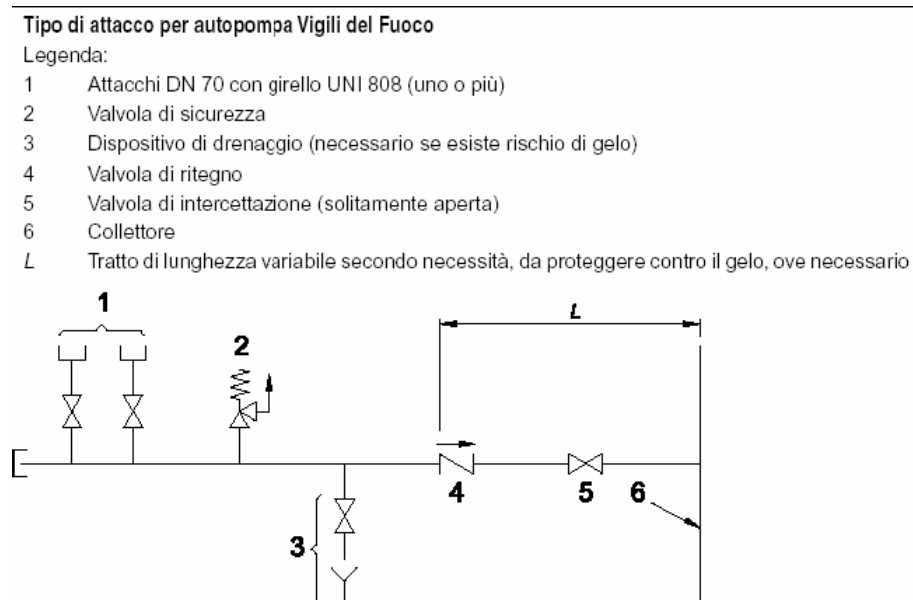 Tipo di attacco per autopompa Vigili del Fuoco
Legenda:
1 Attacchi DN 70 con girello UNI 808 (uno o più)
2 Valvola di sicurezza
3 Dispositivo di drenaggio (necessario se esiste rischio di gelo)
4 Valvola di ritegno
5 Valvola di intercettazione (solitamente aperta)
6 Collettore
L Tratto di lunghezza variabile secondo necessità, da proteggere contro il gelo, ove necessario
1
L
2
4
5
6
3